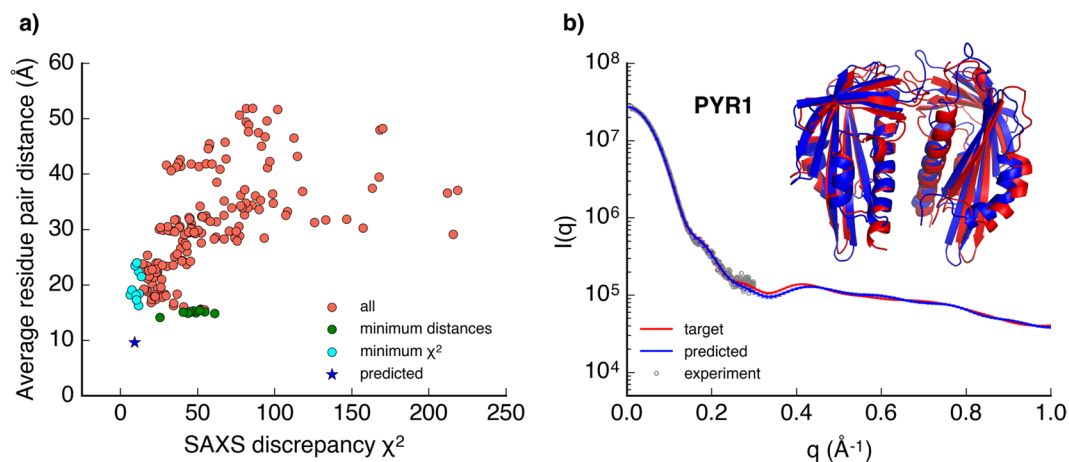 a)
Average residue pair distance (Å)
60
50
40
30
20
10
0
0 50 100 150 200 250
SAXS discrepancy χ²
all
minimum distances
minimum χ²
predicted
b)
I(q)
10⁸
10⁷
10⁶
10⁵
10⁴
PYR1
target
predicted
experiment
0.0 0.2 0.4 0.6 0.8 1.0
q (Å⁻¹)